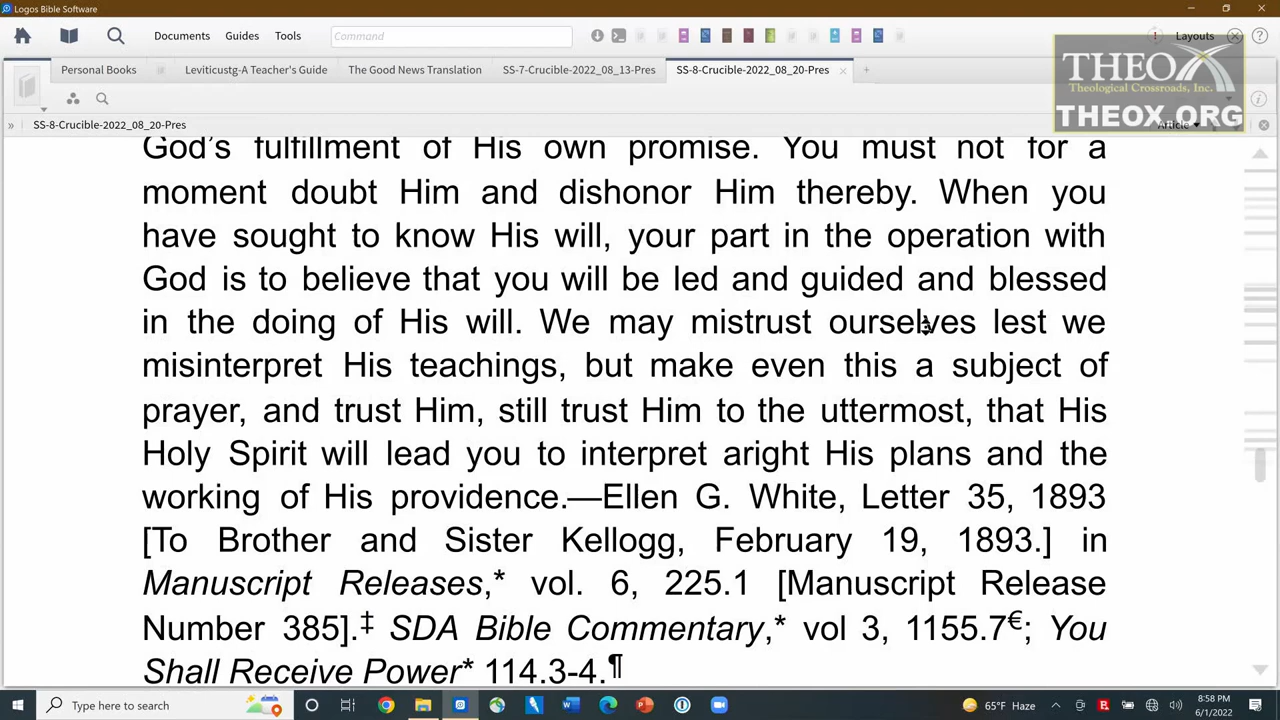 Logos Bible Software
Documents Guides Tools Command Layouts
Personal Books Leviticustg-A Teacher's Guide The Good News Translation SS-7-Crucible-2022_08_13-Pres SS-8-Crucible-2022_08_20-Pres
THEOX
Theological Crossroads, Inc.
THEOX.ORG
SS-8-Crucible-2022_08_20-Pres Article
God's fulfillment of His own promise. You must not for a
moment doubt Him and dishonor Him thereby. When you
have sought to know His will, your part in the operation with
God is to believe that you will be led and guided and blessed
in the doing of His will. We may mistrust ourselves lest we
misinterpret His teachings, but make even this a subject of
prayer, and trust Him, still trust Him to the uttermost, that His
Holy Spirit will lead you to interpret aright His plans and the
working of His providence.—Ellen G. White, Letter 35, 1893
[To Brother and Sister Kellogg, February 19, 1893.] in
Manuscript Releases,* vol. 6, 225.1 [Manuscript Release
Number 385].‡ SDA Bible Commentary,* vol 3, 1155.7€; You
Shall Receive Power* 114.3-4.¶
Type here to search 65°F Haze 8:58 PM
6/1/2022